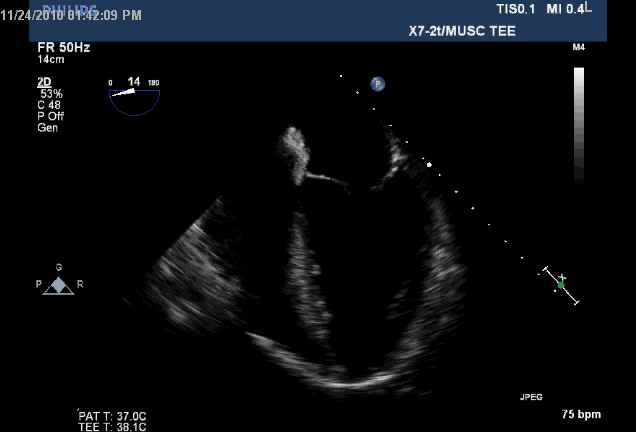 PHILIPS
11/24/2010 01:42:09 PM
TIS0.1 MI 0.4
X7-2t/MUSC TEE
FR 50Hz
14cm
M4
2D
53%
C 48
P Off
Gen
0 14 180
P
G
P R
JPEG
PAT T: 37.0C
TEE T: 38.1C
75 bpm